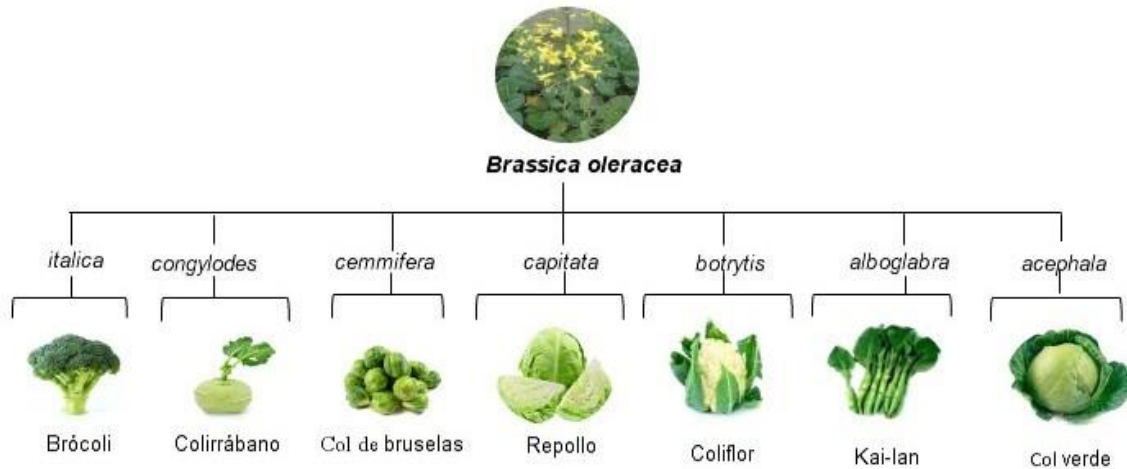 Brassica oleracea
italica
congylodes
cemmifera
capitata
botrytis
alboglabra
acephala
Brócoli
Colirrábano
Col de bruselas
Repollo
Coliflor
Kai-lan
Col verde